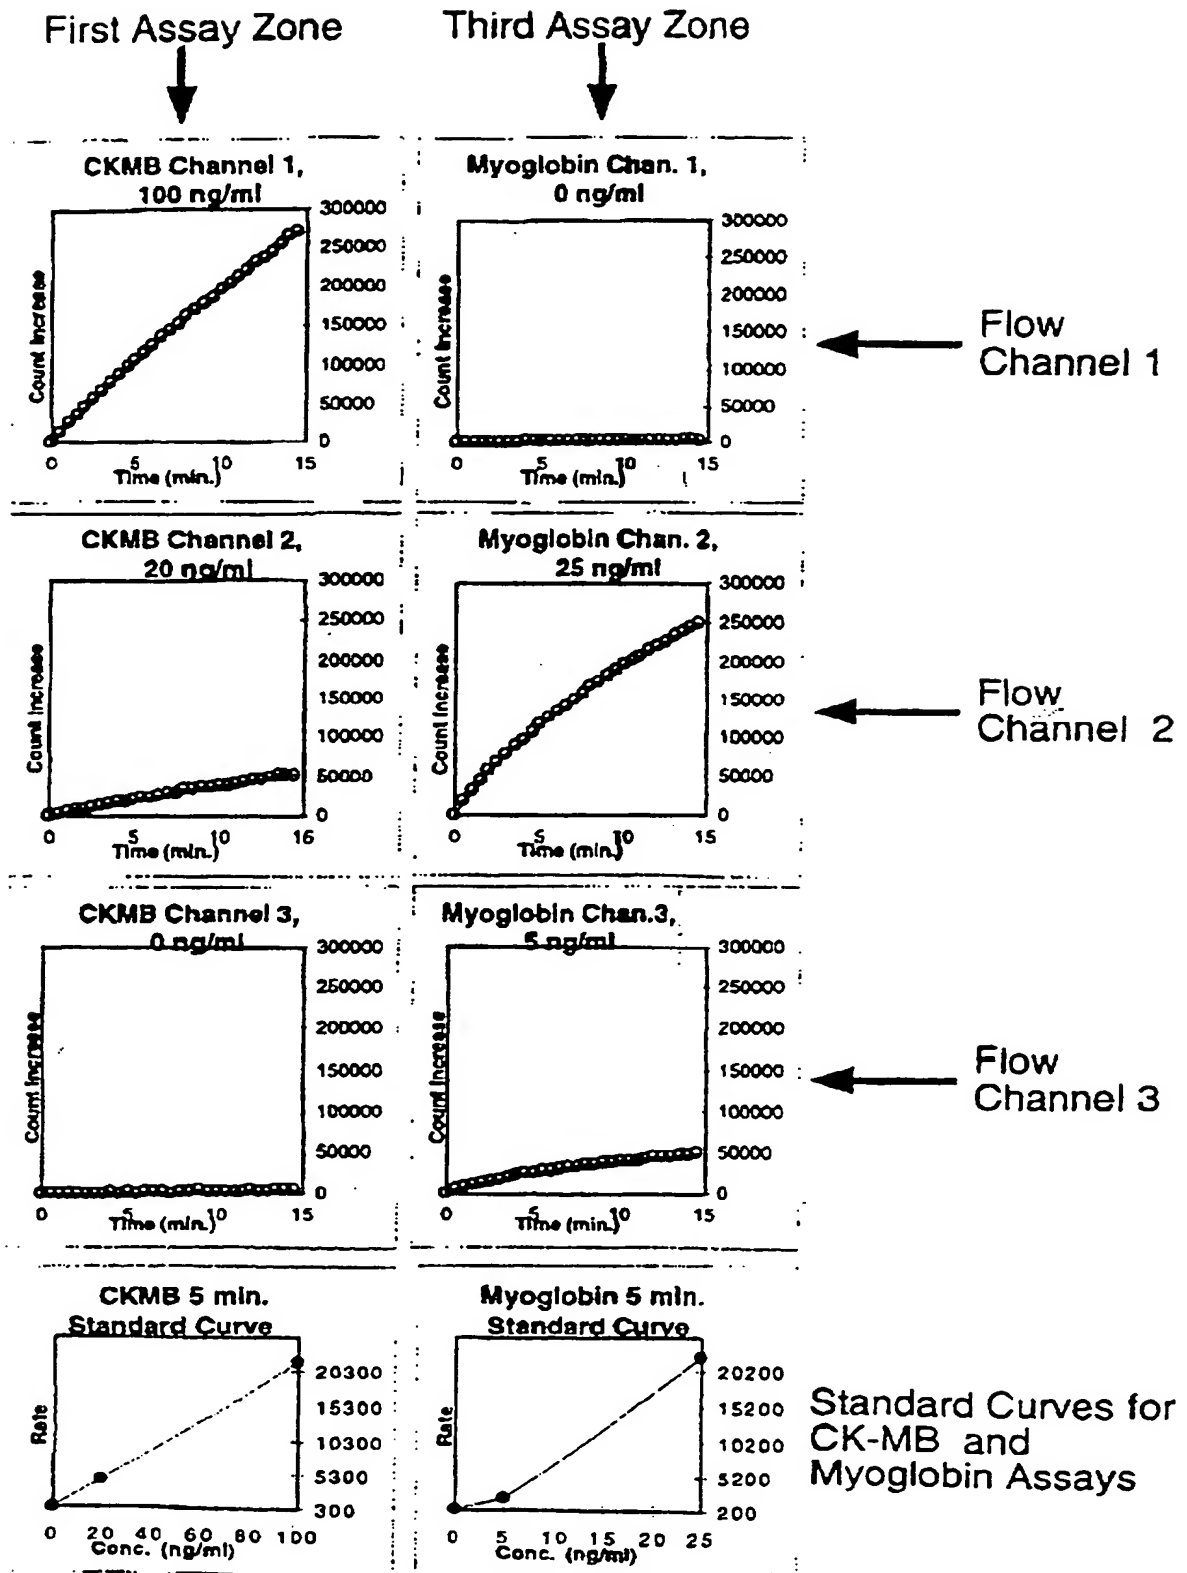 First Assay Zone
Third Assay Zone
CKMB Channel 1,
100 ng/ml
300000
250000
200000
150000
100000
50000
0
Count Increase
0 5 10 15
Time (min.)
Myoglobin Chan. 1,
0 ng/ml
300000
250000
200000
150000
100000
50000
0
Count Increase
0 5 10 15
Time (min.)
Flow
Channel 1
CKMB Channel 2,
20 ng/ml
300000
250000
200000
150000
100000
50000
0
Count Increase
0 5 10 16
Time (min.)
Myoglobin Chan. 2,
25 ng/ml
300000
250000
200000
150000
100000
50000
0
Count Increase
0 5 10 15
Time (min.)
Flow
Channel 2
CKMB Channel 3,
0 ng/ml
300000
250000
200000
150000
100000
50000
0
Count Increase
0 5 10 15
Time (min.)
Myoglobin Chan.3,
5 ng/ml
300000
250000
200000
150000
100000
50000
0
Count Increase
0 5 10 15
Time (min.)
Flow
Channel 3
CKMB 5 min.
Standard Curve
20300
15300
10300
5300
300
Rate
0 20 40 60 80 100
Conc. (ng/ml)
Myoglobin 5 min.
Standard Curve
20200
15200
10200
5200
200
Rate
0 5 10 15 20 25
Conc. (ng/ml)
Standard Curves for
CK-MB and
Myoglobin Assays